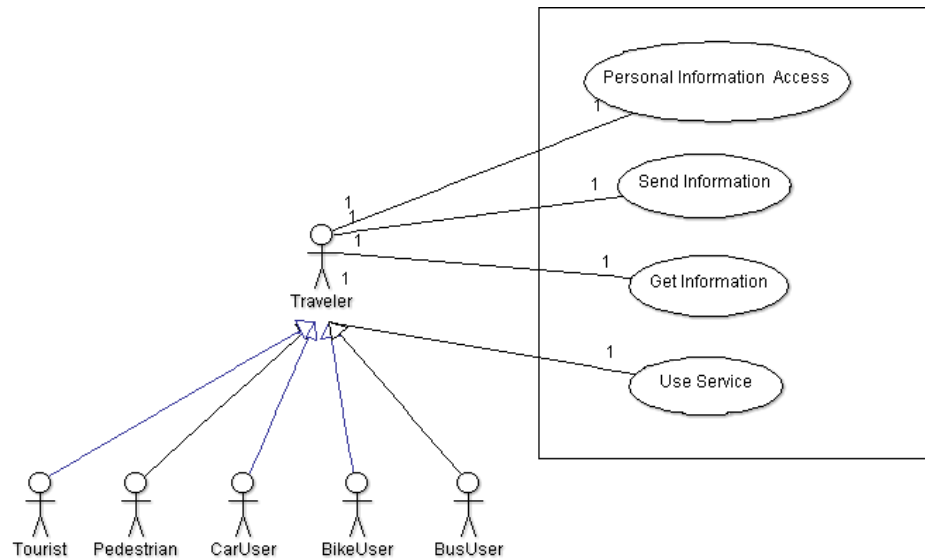 Personal Information Access
1
Send Information
1
1
1
1
Get Information
1
1
Traveler
1
Use Service
Tourist
Pedestrian
CarUser
BikeUser
BusUser